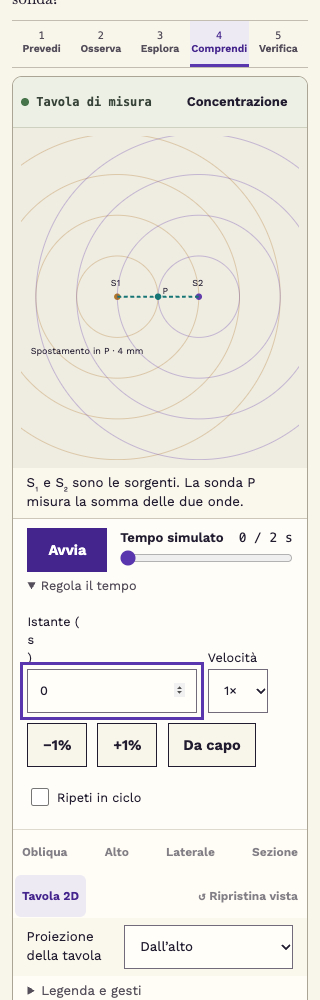 sonda?
1 2 3 4 5
Prevedi Osserva Esplora Comprendi Verifica
Tavola di misura Concentrazione
S1 S2
P
Spostamento in P · 4 mm
S₁ e S₂ sono le sorgenti. La sonda P
misura la somma delle due onde.
Avvia Tempo simulato 0 / 2 s
▼ Regola il tempo
Istante (
s
) Velocità
0 1×
−1% +1% Da capo
Ripeti in ciclo
Obliqua Alto Laterale Sezione
Tavola 2D ↺ Ripristina vista
Proiezione
della tavola Dall’alto
▶ Legenda e gesti